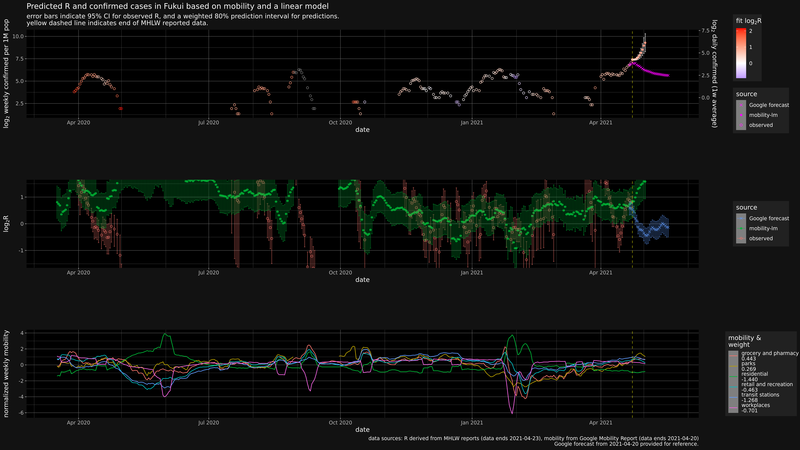 Predicted R and confirmed cases in Fukui based on mobility and a linear model
error bars indicate 95% CI for observed R, and a weighted 80% prediction interval for predictions.
yellow dashed line indicates end of MHLW reported data.
log₂ weekly confirmed per 1M pop
10.0
7.5
5.0
2.5
7.5
5.0
2.5
0.0
log₂ daily confirmed (1w average)
Apr 2020
Jul 2020
Oct 2020
Jan 2021
Apr 2021
date
fit log₂R
2
1
0
source
Google forecast
mobility-lm
observed
log₂R
1
0
-1
Apr 2020
Jul 2020
Oct 2020
Jan 2021
Apr 2021
date
source
Google forecast
mobility-lm
observed
normalized weekly mobility
4
2
0
-2
-4
-6
Apr 2020
Jul 2020
Oct 2020
Jan 2021
Apr 2021
date
mobility &
weight
grocery and pharmacy
0.443
parks
0.269
residential
-1.440
retail and recreation
-0.463
transit stations
-1.268
workplaces
-0.701
data sources: R derived from MHLW reports (data ends 2021-04-23), mobility from Google Mobility Report (data ends 2021-04-20)
Google forecast from 2021-04-20 provided for reference.